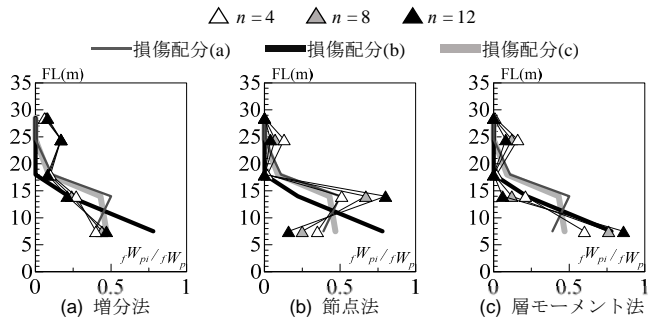 n = 4 n = 8 n = 12
損傷配分(a) 損傷配分(b) 損傷配分(c)
FL(m) FL(m) FL(m)
35 35 35
30 30 30
25 25 25
20 20 20
15 15 15
10 10 10
5 5 5
0 0 0
fWpi/fWp fWpi/fWp fWpi/fWp
0 0.5 1 0 0.5 1 0 0.5 1
(a) 増分法 (b) 節点法 (c) 層モーメント法